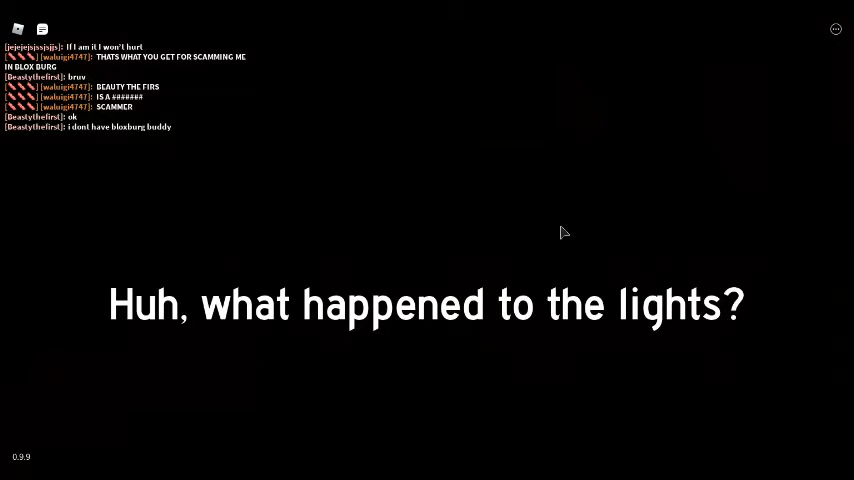 [jejejejsjssjsjjs]: If I am it I won't hurt
[🌭🌭🌭] [waluigi4747]: THATS WHAT YOU GET FOR SCAMMING ME
IN BLOX BURG
[Beastythefirst]: bruv
[🌭🌭🌭] [waluigi4747]: BEAUTY THE FIRS
[🌭🌭🌭] [waluigi4747]: IS A #######
[🌭🌭🌭] [waluigi4747]: SCAMMER
[Beastythefirst]: ok
[Beastythefirst]: i dont have bloxburg buddy
Huh, what happened to the lights?
0.9.9